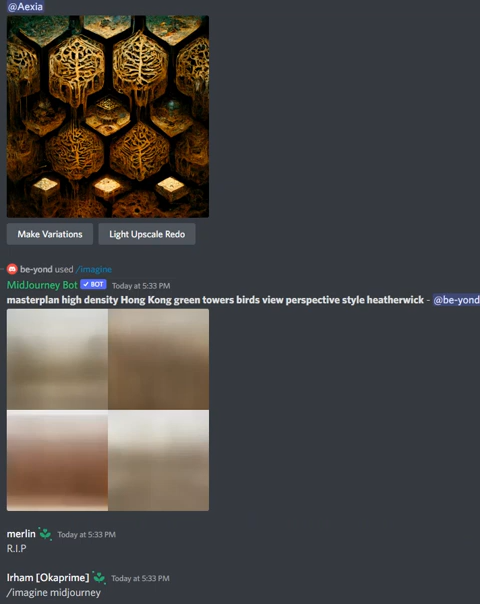 @Aexia
Make Variations
Light Upscale Redo
be-yond used /imagine
MidJourney Bot ✓ BOT Today at 5:33 PM
masterplan high density Hong Kong green towers birds view perspective style heatherwick - @be-yond
merlin Today at 5:33 PM
R.I.P
Irham [Okaprime] Today at 5:33 PM
/imagine midjourney